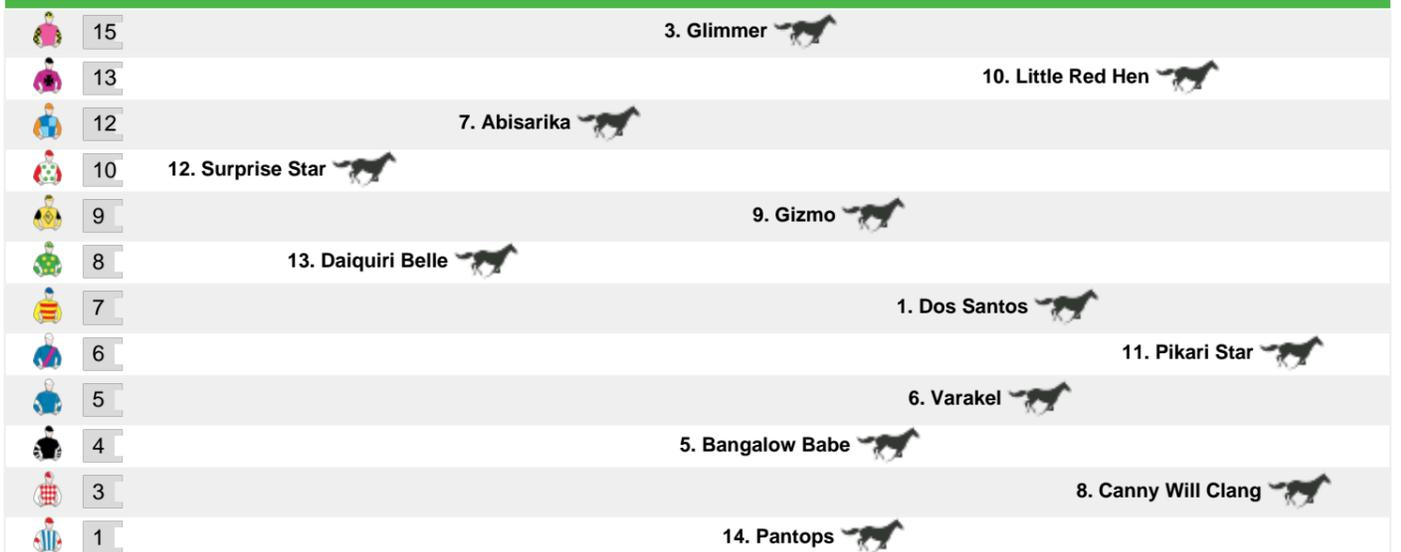 15 3. Glimmer
13 10. Little Red Hen
12 7. Abisarika
10 12. Surprise Star
9 9. Gizmo
8 13. Daiquiri Belle
7 1. Dos Santos
6 11. Pikari Star
5 6. Varakel
4 5. Bangalow Babe
3 8. Canny Will Clang
1 14. Pantops